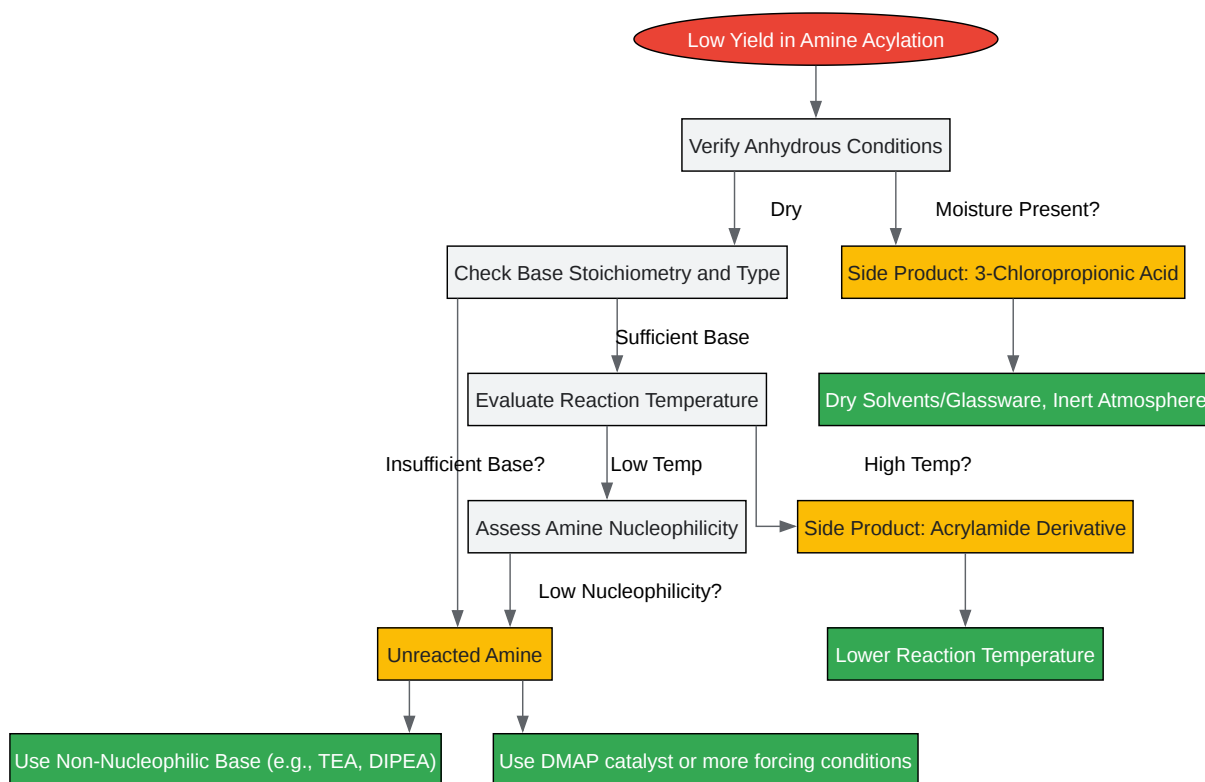 Low Yield in Amine Acylation
Verify Anhydrous Conditions
Dry
Moisture Present?
Check Base Stoichiometry and Type
Side Product: 3-Chloropropionic Acid
Sufficient Base
Evaluate Reaction Temperature
Dry Solvents/Glassware, Inert Atmosphere
Insufficient Base?
Low Temp
High Temp?
Assess Amine Nucleophilicity
Side Product: Acrylamide Derivative
Low Nucleophilicity?
Unreacted Amine
Lower Reaction Temperature
Use Non-Nucleophilic Base (e.g., TEA, DIPEA)
Use DMAP catalyst or more forcing conditions